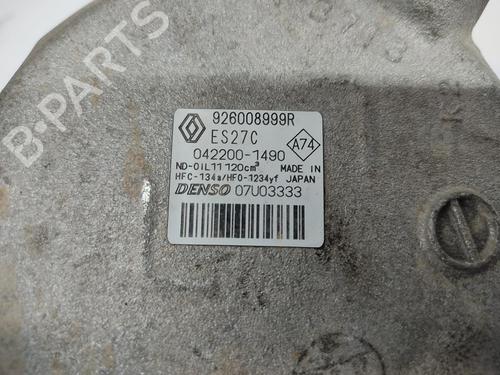 926008999R
ES27C
A74
042200-1490
ND-OIL11 120cm³ MADE IN
HFC-134a/HFO-1234yf JAPAN
DENSO 07U03333
B-PARTS